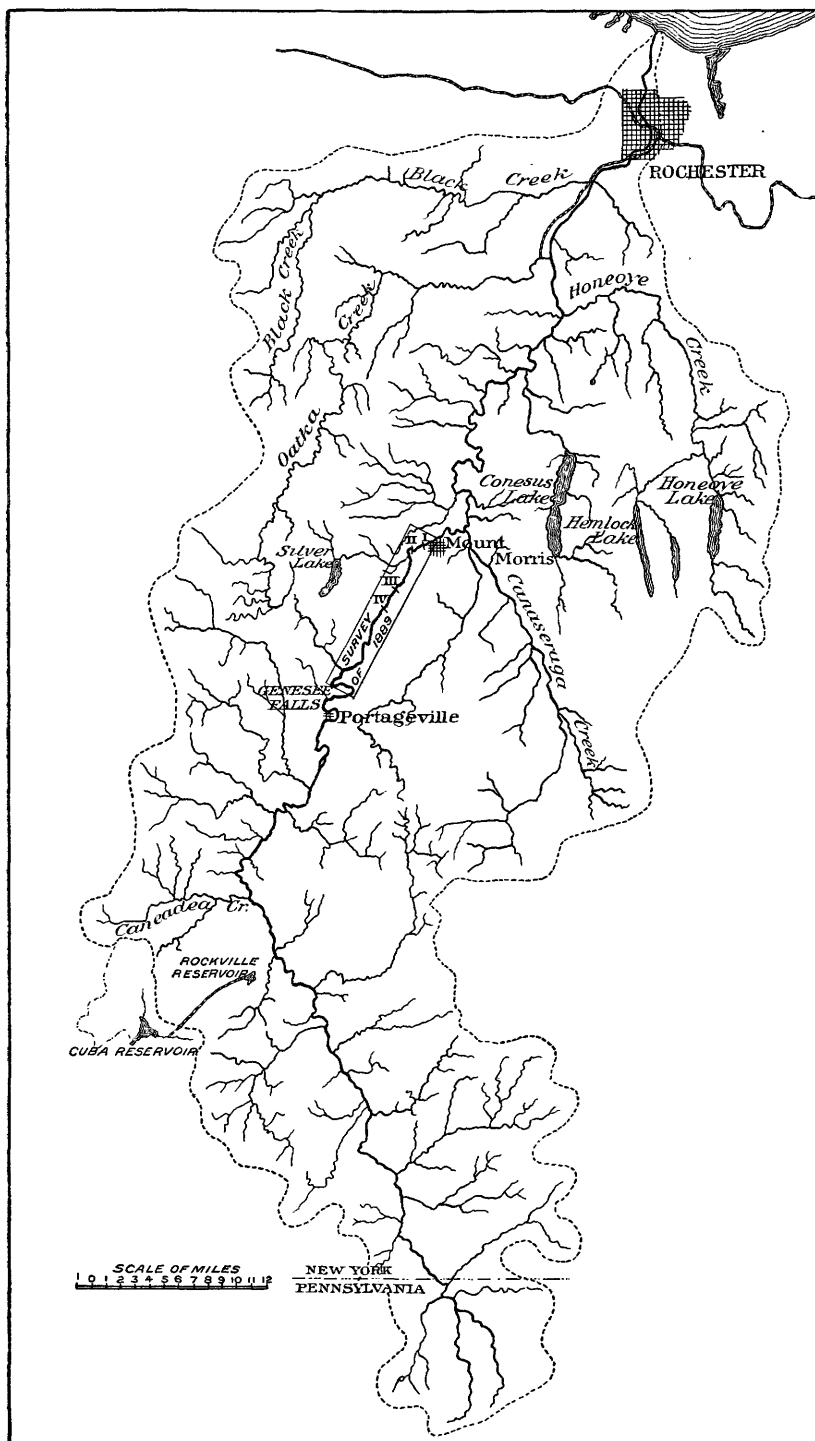 Black Creek
ROCHESTER
Black Creek
Creek
Honeoye
Creek
Oatka
Conesus
Lake
Honeoye
Lake
Hemlock
Lake
Silver
Lake
II I
Mount
Morris
III
IV
SURVEY
OF 1889
Canaseruga
Creek
GENESEE
FALLS
Portageville
Caneadea Cr.
ROCKVILLE
RESERVOIR
CUBA RESERVOIR
SCALE OF MILES
1 0 1 2 3 4 5 6 7 8 9 10 11 12
NEW YORK
PENNSYLVANIA